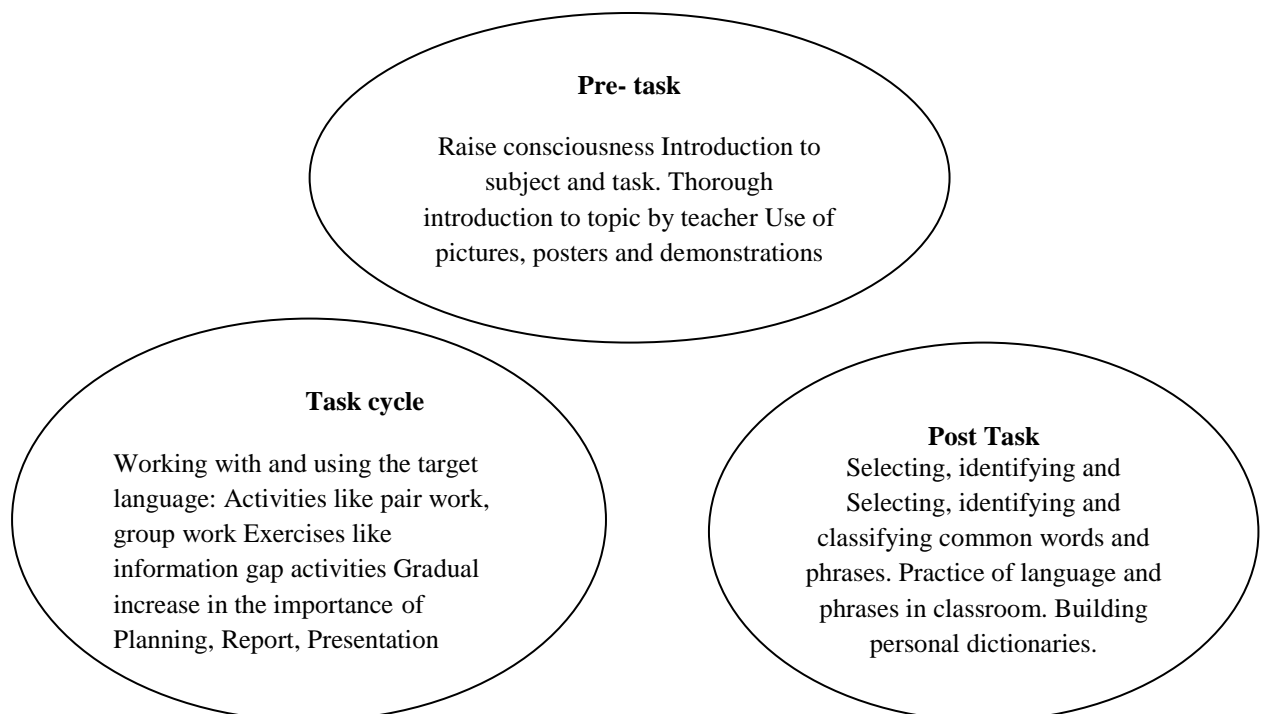 Pre- task
Raise consciousness Introduction to
subject and task. Thorough
introduction to topic by teacher Use of
pictures, posters and demonstrations
Task cycle
Working with and using the target
language: Activities like pair work,
group work Exercises like
information gap activities Gradual
increase in the importance of
Planning, Report, Presentation
Post Task
Selecting, identifying and
Selecting, identifying and
classifying common words and
phrases. Practice of language and
phrases in classroom. Building
personal dictionaries.